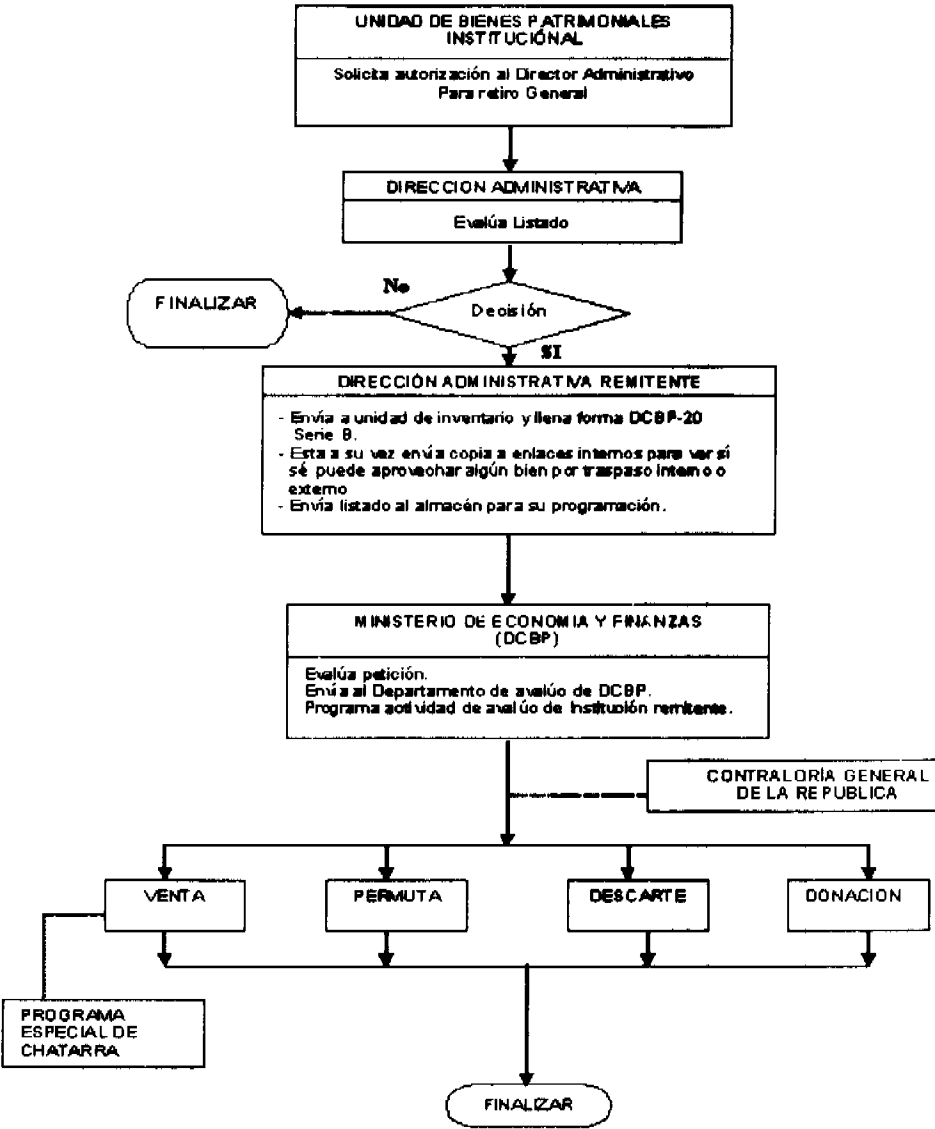 UNIDAD DE BIENES PATRIMONIALES
INSTITUCIÓNAL
Solicita autorización al Director Administrativo
Para retiro General
DIRECCION ADMINISTRATIVA
Evalúa Listado
No
FINALIZAR
Decisión
SI
DIRECCIÓN ADMINISTRATIVA REMITENTE
- Envía a unidad de inventario y llena forma DCBP-20
Serie B.
- Esta a su vez envía copia a enlaces internos para ver sí
sé puede aprovechar algún bien por traspaso interno o
externo
- Envía listado al almacén para su programación.
MINISTERIO DE ECONOMIA Y FINANZAS
(DCBP)
Evalúa petición.
Envía al Departamento de avalúo de DCBP.
Programa actividad de avalúo de Institución remitente.
CONTRALORÍA GENERAL
DE LA REPUBLICA
VENTA
PERMUTA
DESCARTE
DONACION
PROGRAMA
ESPECIAL DE
CHATARRA
FINALIZAR